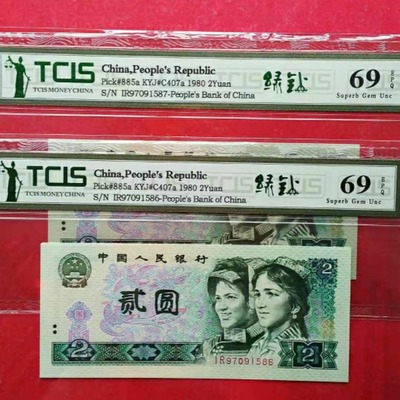 TCIS
TCIS MONEY CHINA
China,People's Republic
Pick#885a KYJ#C407a 1980 2Yuan
S/N IR97091587-People's Bank of China
绿钻
69
EPQ
Superb Gem Unc
TCIS
TCIS MONEY CHINA
China,People's Republic
Pick#885a KYJ#C407a 1980 2Yuan
S/N IR97091586-People's Bank of China
绿钻
69
EPQ
Superb Gem Unc
中国人民银行
贰圆
2
2
2
IR97091586